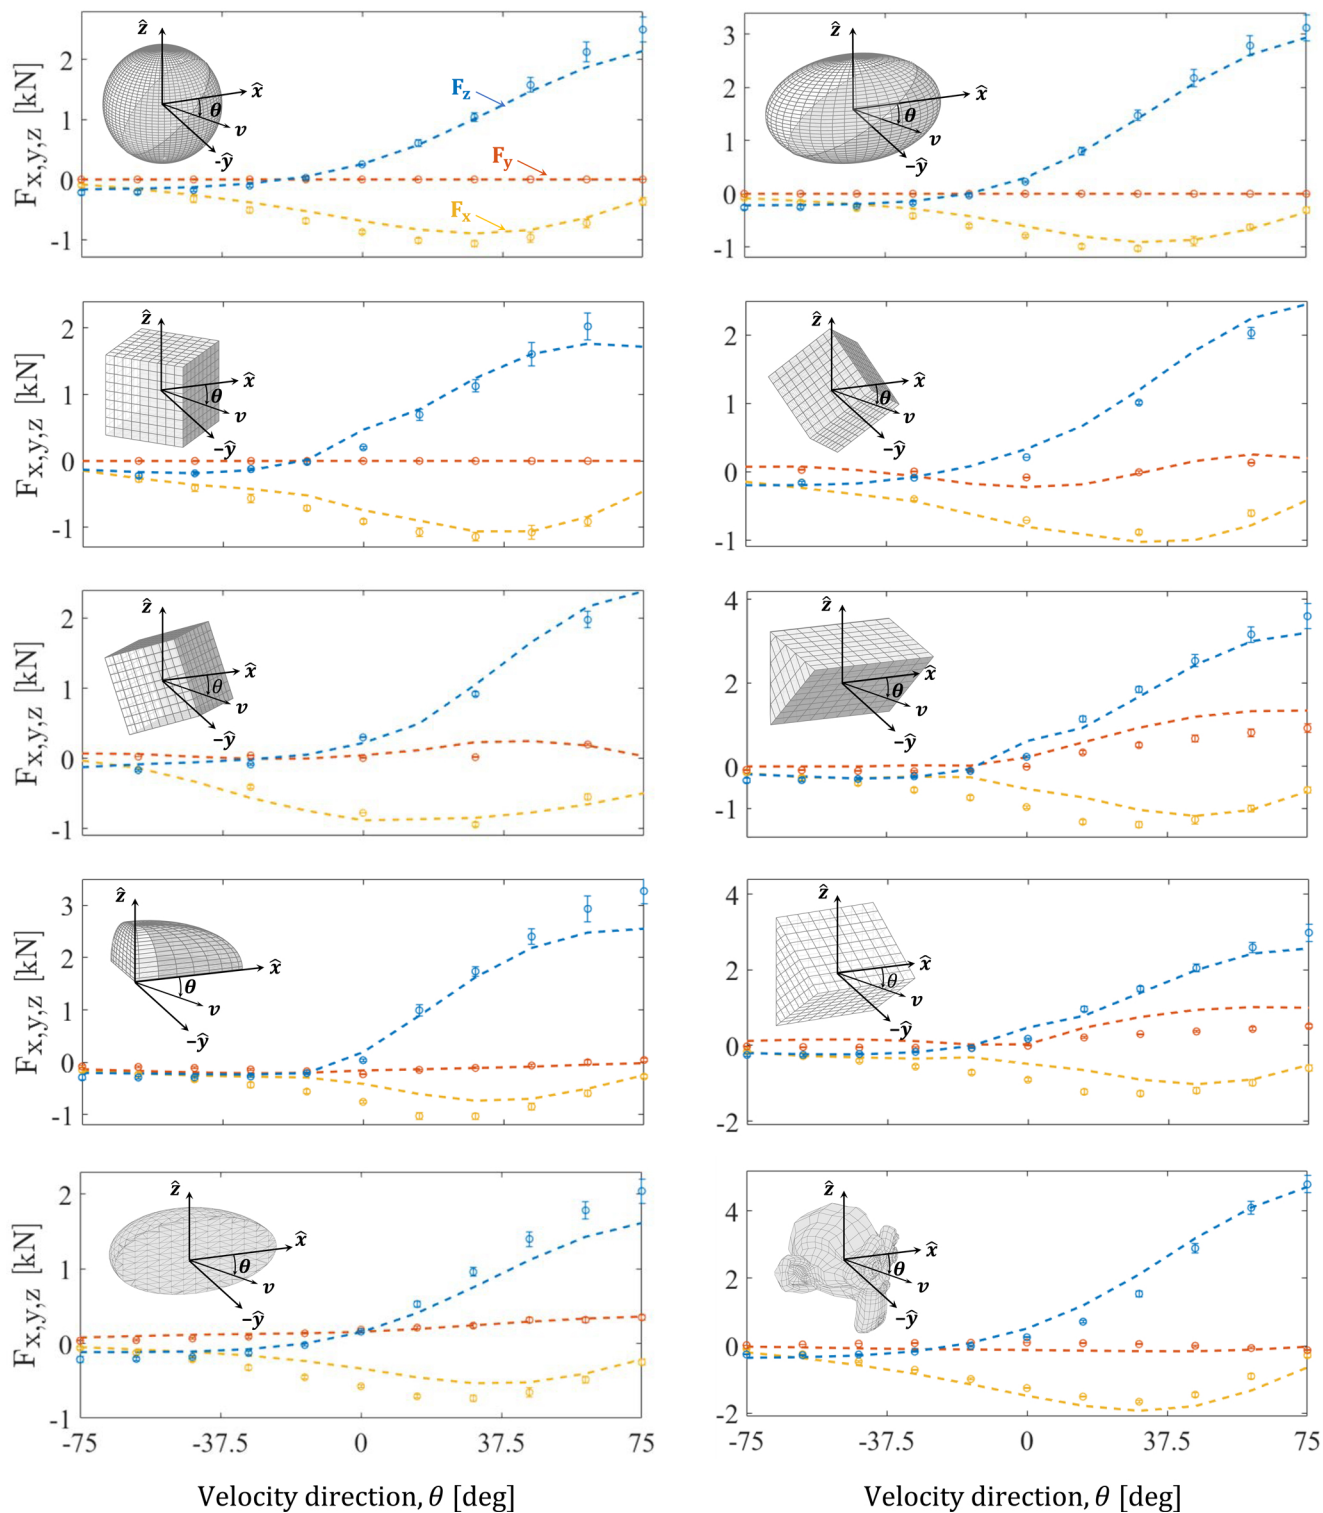 F_x,y,z [kN]
2
1
0
-1
ẑ
x̂
θ
v
-ŷ
F_z
F_y
F_x
3
2
1
0
-1
ẑ
x̂
θ
v
-ŷ
F_x,y,z [kN]
2
1
0
-1
ẑ
x̂
θ
v
-ŷ
2
1
0
-1
ẑ
x̂
θ
v
-ŷ
F_x,y,z [kN]
2
1
0
-1
ẑ
x̂
θ
v
-ŷ
4
2
0
-1
ẑ
x̂
θ
v
-ŷ
F_x,y,z [kN]
3
2
1
0
-1
ẑ
x̂
θ
v
-ŷ
4
2
0
-2
ẑ
x̂
θ
v
-ŷ
F_x,y,z [kN]
2
1
0
-1
ẑ
x̂
θ
v
-ŷ
-75 -37.5 0 37.5 75
Velocity direction, θ [deg]
4
2
0
-2
ẑ
x̂
θ
v
-ŷ
-75 -37.5 0 37.5 75
Velocity direction, θ [deg]